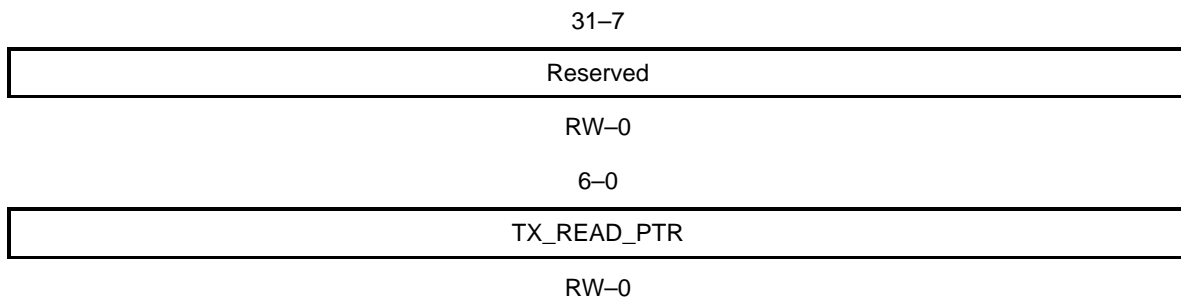 31–7
Reserved
RW–0
6–0
TX_READ_PTR
RW–0